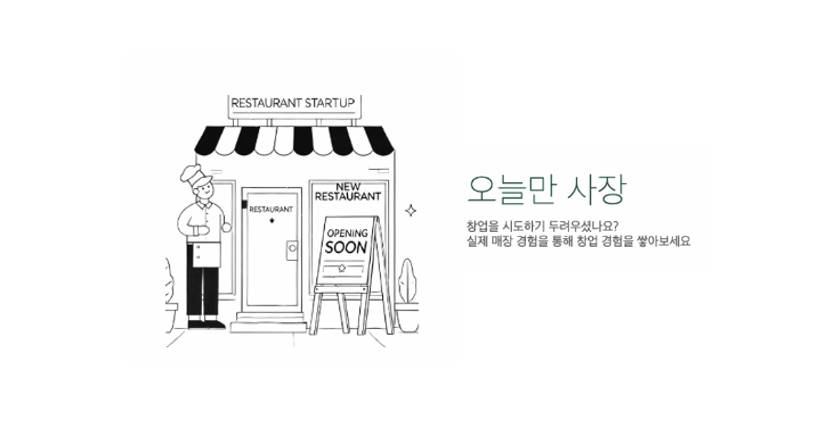 RESTAURANT STARTUP
RESTAURANT
NEW
RESTAURANT
OPENING
SOON
오늘만 사장
창업을 시도하기 두려우셨나요?
실제 매장 경험을 통해 창업 경험을 쌓아보세요